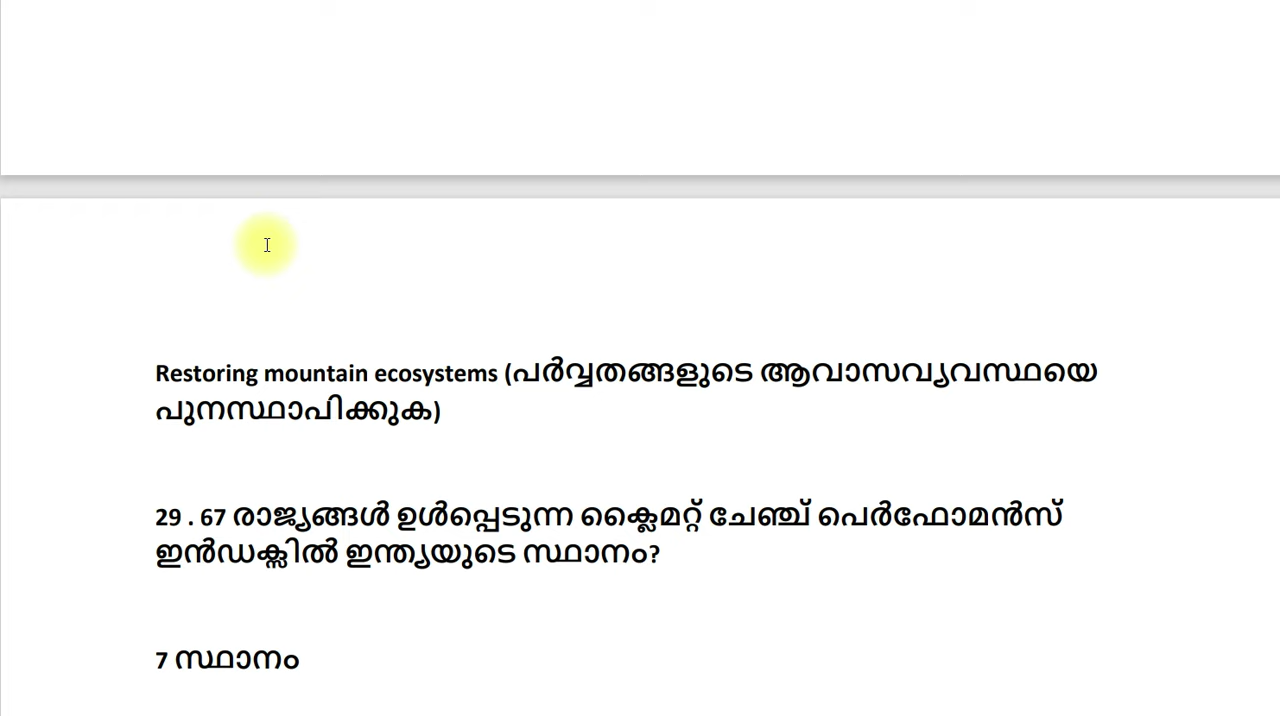 Restoring mountain ecosystems (പർവ്വതങ്ങളുടെ ആവാസവ്യവസ്ഥയെ
പുനസ്ഥാപിക്കുക)
29 . 67 രാജ്യങ്ങൾ ഉൾപ്പെടുന്ന ക്ലൈമറ്റ് ചേഞ്ച് പെർഫോമൻസ്
ഇൻഡക്സിൽ ഇന്ത്യയുടെ സ്ഥാനം?
7 സ്ഥാനം